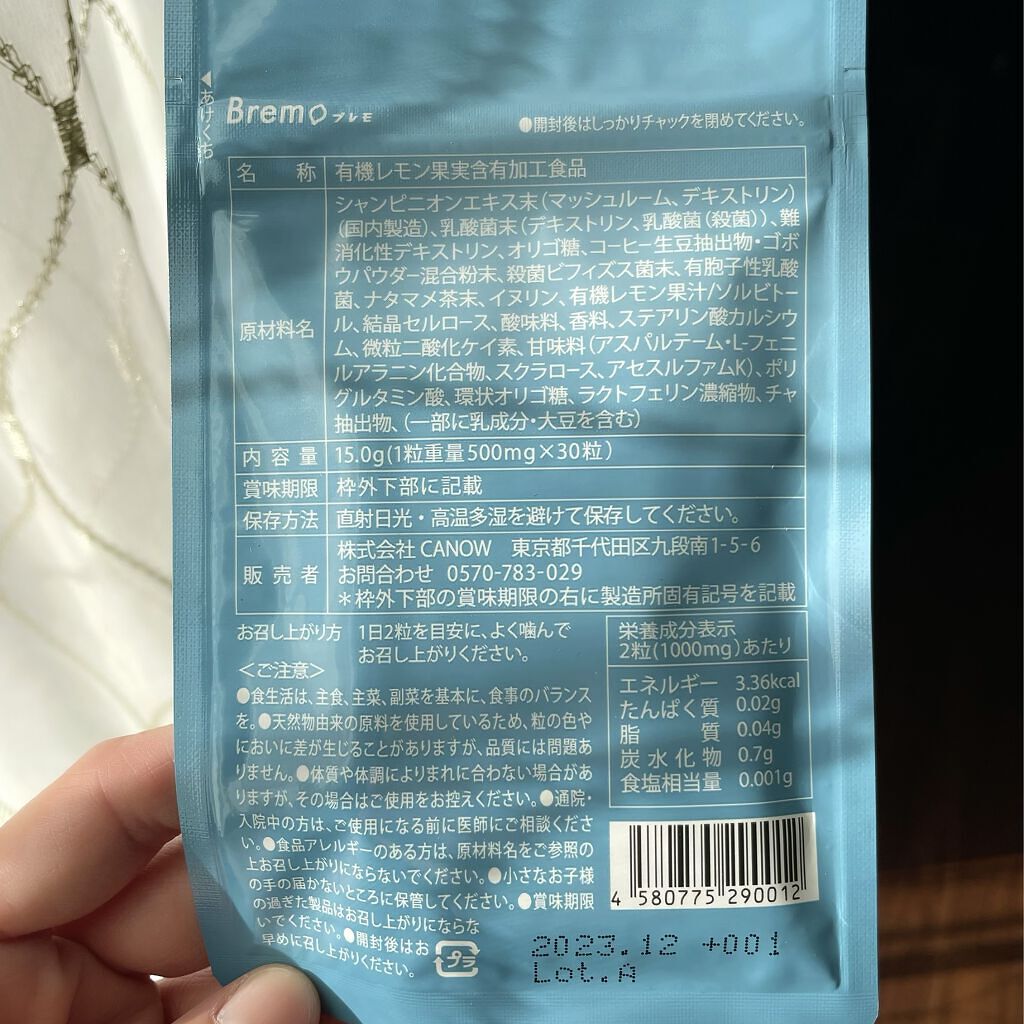 ◀あけくち
Bremo ブレモ
●開封後はしっかりチャックを閉めてください。
名称 有機レモン果実含有加工食品
原材料名
シャンピニオンエキス末(マッシュルーム、デキストリン)
(国内製造)、乳酸菌末(デキストリン、乳酸菌(殺菌))、難
消化性デキストリン、オリゴ糖、コーヒー生豆抽出物・ゴボ
ウパウダー混合粉末、殺菌ビフィズス菌末、有胞子性乳酸
菌、ナタマメ茶末、イヌリン、有機レモン果汁/ソルビトー
ル、結晶セルロース、酸味料、香料、ステアリン酸カルシウ
ム、微粒二酸化ケイ素、甘味料(アスパルテーム・L-フェニ
ルアラニン化合物、スクラロース、アセスルファムK)、ポリ
グルタミン酸、環状オリゴ糖、ラクトフェリン濃縮物、チャ
抽出物、(一部に乳成分・大豆を含む)
内容量 15.0g(1粒重量500mg×30粒)
賞味期限 枠外下部に記載
保存方法 直射日光・高温多湿を避けて保存してください。
販売者
株式会社 CANOW 東京都千代田区九段南1-5-6
お問合わせ 0570-783-029
*枠外下部の賞味期限の右に製造所固有記号を記載
お召し上がり方 1日2粒を目安に、よく噛んで
お召し上がりください。
<ご注意>
●食生活は、主食、主菜、副菜を基本に、食事のバランス
を。●天然物由来の原料を使用しているため、粒の色や
においに差が生じることがありますが、品質には問題あ
りません。●体質や体調によりまれに合わない場合があ
りますが、その場合はご使用をお控えください。●通院・
入院中の方は、ご使用になる前に医師にご相談くださ
い。●食品アレルギーのある方は、原材料名をご参照の
上お召し上がりにならないでください。●小さなお子様
の手の届かないところに保管してください。●賞味期限
の過ぎた製品はお召し上がりにならな
いでください。●開封後はお
早めに召し上がりください。
栄養成分表示
2粒(1000mg)あたり
エネルギー 3.36kcal
たんぱく質 0.02g
脂質 0.04g
炭水化物 0.7g
食塩相当量 0.001g
4 580775 290012
プラ
2023.12 +001
Lot.A